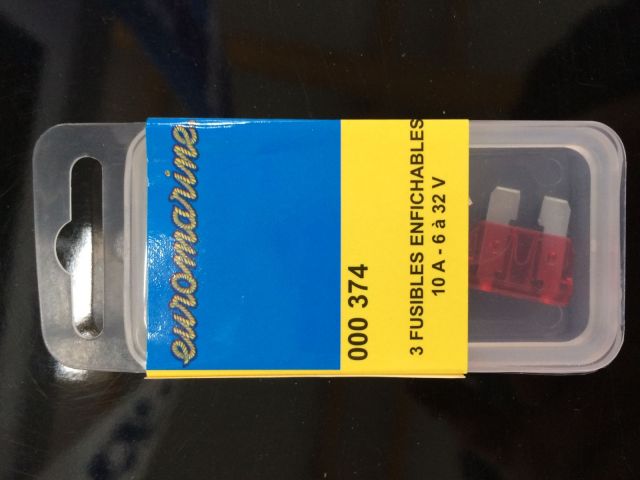 euromarine
000 374
3 FUSIBLES ENFICHABLES
10 A - 6 à 32 V